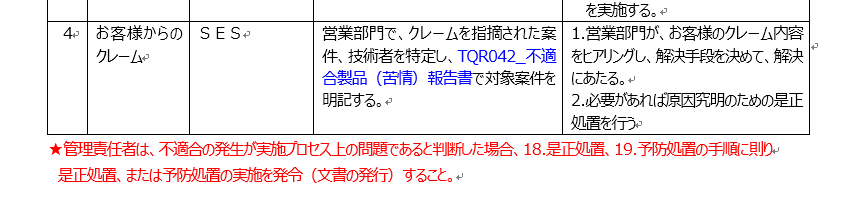 を実施する。
4 お客様からの ＳＥＳ 営業部門で、クレームを指摘された案 1.営業部門が、お客様のクレーム内容
クレーム 件、技術者を特定し、TQR042_不適 をヒアリングし、解決手段を決めて、解決
合製品（苦情）報告書で対象案件を にあたる。
明記する。 2.必要があれば原因究明のための是正
処置を行う
★管理責任者は、不適合の発生が実施プロセス上の問題であると判断した場合、18.是正処置、19.予防処置の手順に則り
是正処置、または予防処置の実施を発令（文書の発行）すること。